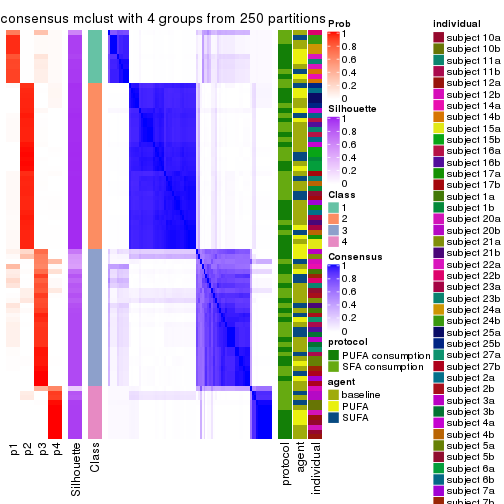 consensus mclust with 4 groups from 250 partitions
Prob
1
0.8
0.6
0.4
0.2
0
Silhouette
1
0.8
0.6
0.4
0.2
0
Class
1
2
3
4
Consensus
1
0.8
0.6
0.4
0.2
0
protocol
PUFA consumption
SFA consumption
agent
baseline
PUFA
SUFA
individual
subject 10a
subject 10b
subject 11a
subject 11b
subject 12a
subject 12b
subject 14a
subject 14b
subject 15a
subject 15b
subject 16a
subject 16b
subject 17a
subject 17b
subject 1a
subject 1b
subject 20a
subject 20b
subject 21a
subject 21b
subject 22a
subject 22b
subject 23a
subject 23b
subject 24a
subject 24b
subject 25a
subject 25b
subject 27a
subject 27b
subject 2a
subject 2b
subject 3a
subject 3b
subject 4a
subject 4b
subject 5a
subject 5b
subject 6a
subject 6b
subject 7a
subject 7b
p1
p2
p3
p4
Silhouette
Class
protocol
agent
individual